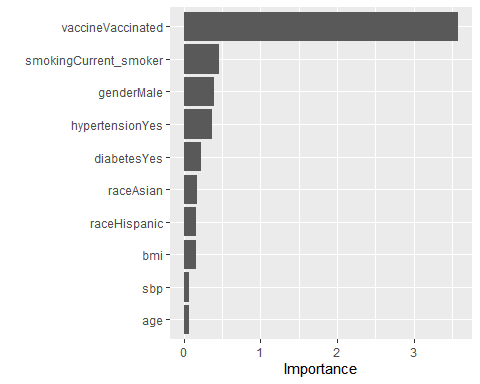 vaccineVaccinated
smokingCurrent_smoker
genderMale
hypertensionYes
diabetesYes
raceAsian
raceHispanic
bmi
sbp
age
0 1 2 3
Importance